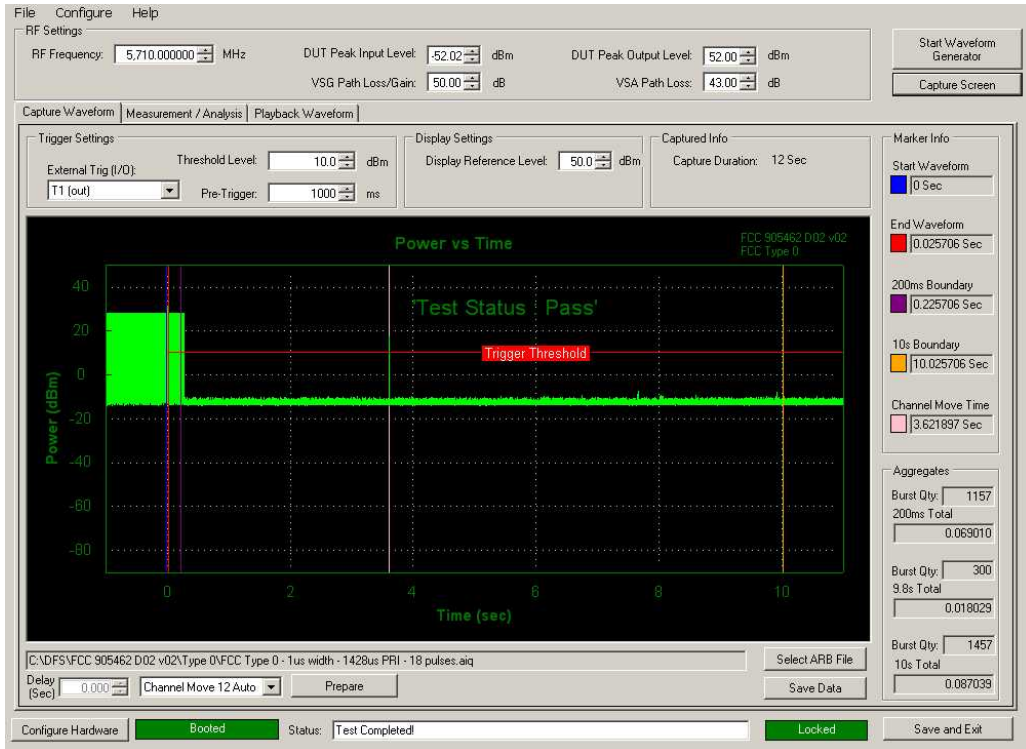 File Configure Help
RF Settings
RF Frequency: 5,710.000000 MHz DUT Peak Input Level: -52.02 dBm DUT Peak Output Level: 52.00 dBm
VSG Path Loss/Gain: 50.00 dB VSA Path Loss: 43.00 dB
Start Waveform Generator
Capture Screen
Capture Waveform Measurement / Analysis Playback Waveform
Trigger Settings
External Trig (I/O):
T1 (out)
Threshold Level: 10.0 dBm
Pre-Trigger: 1000 ms
Display Settings
Display Reference Level: 50.0 dBm
Captured Info
Capture Duration: 12 Sec
Power vs Time
FCC 905462 D02 v02
FCC Type 0
'Test Status : Pass'
Trigger Threshold
Power (dBm)
40
20
0
-20
-40
-60
-80
0 2 4 6 8 10
Time (sec)
Marker Info
Start Waveform
0 Sec
End Waveform
0.025706 Sec
200ms Boundary
0.225706 Sec
10s Boundary
10.025706 Sec
Channel Move Time
3.621897 Sec
Aggregates
Burst Qty: 1157
200ms Total
0.069010
Burst Qty: 300
9.8s Total
0.018029
Burst Qty: 1457
10s Total
0.087039
C:\DFS\FCC 905462 D02 v02\Type 0\FCC Type 0 - 1us width - 1428us PRI - 18 pulses.aiq
Select ARB File
Delay (Sec) 0.000 Channel Move 12 Auto Prepare
Save Data
Configure Hardware Booted Status: Test Completed! Locked Save and Exit